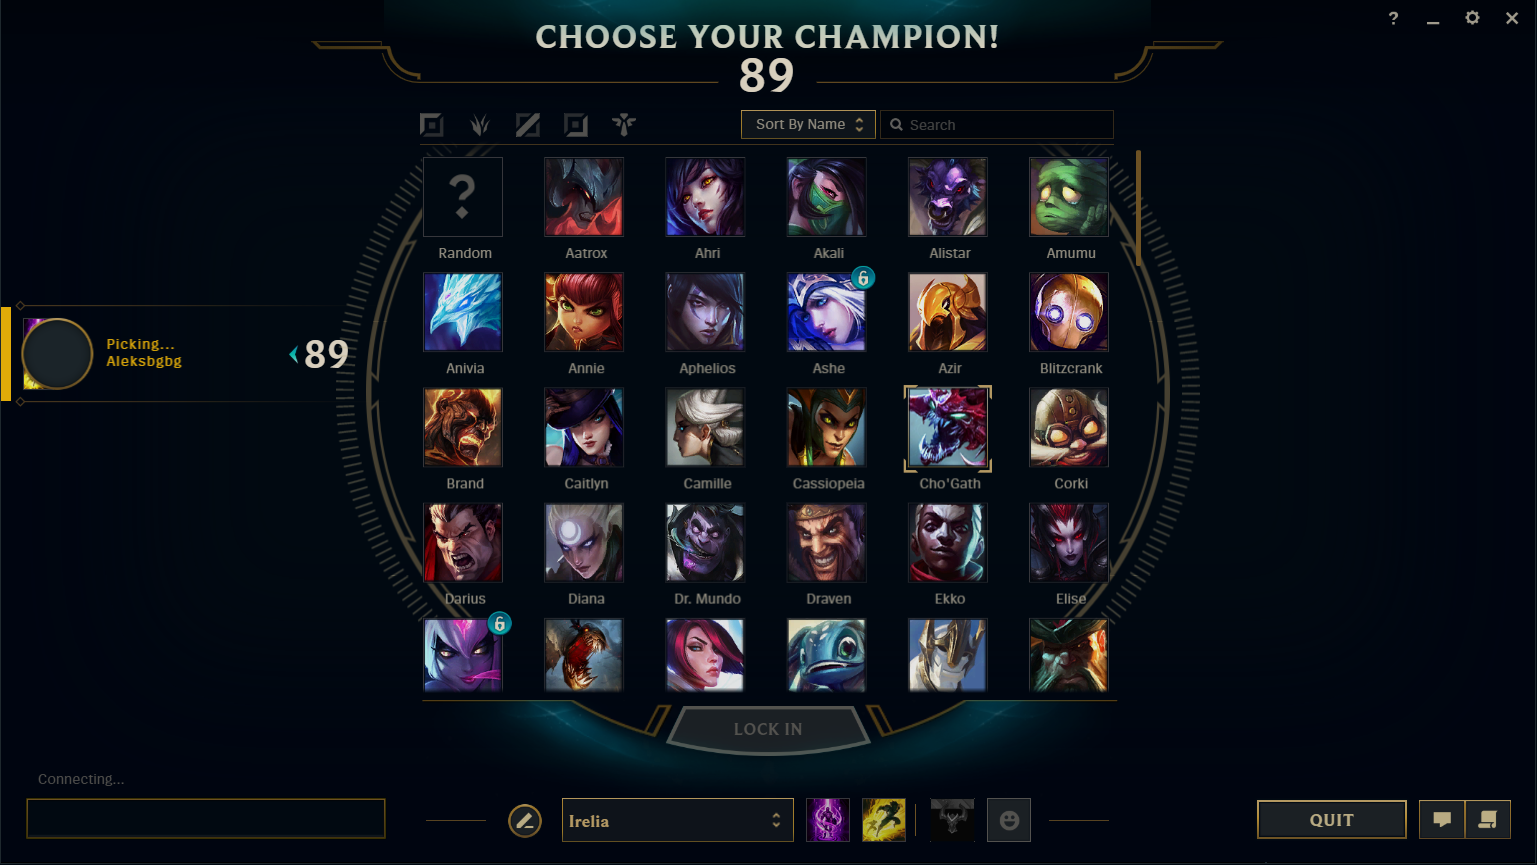 ?
CHOOSE YOUR CHAMPION!
89
Sort By Name
Search
?
Random
Aatrox
Ahri
Akali
Alistar
Amumu
6
Anivia
Annie
Aphelios
Ashe
Azir
Blitzcrank
Picking...
Aleksbgbg
89
Brand
Caitlyn
Camille
Cassiopeia
Cho'Gath
Corki
Darius
Diana
Dr. Mundo
Draven
Ekko
Elise
6
LOCK IN
Connecting...
Irelia
QUIT